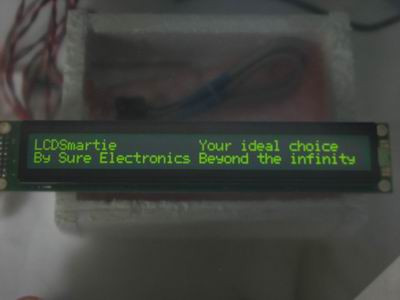 LCDSmartie Your ideal choice
By Sure Electronics Beyond the infinity